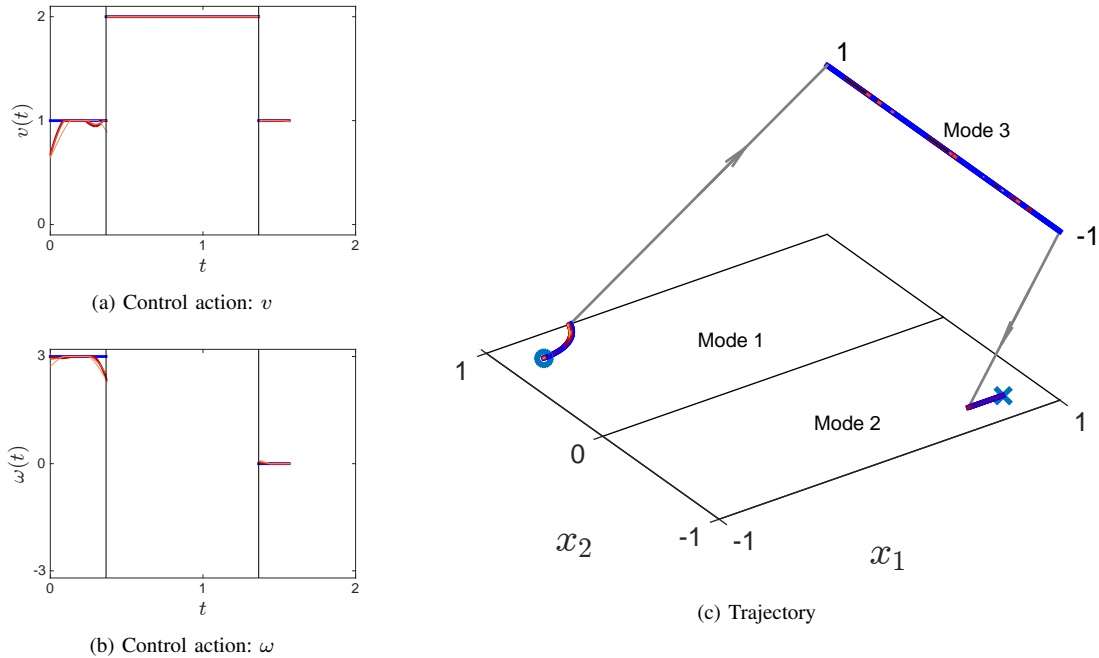 2
v(t)
1
0
0
1
2
t
(a) Control action: v
3
ω(t)
0
-3
0
1
2
t
(b) Control action: ω
1
Mode 3
-1
Mode 1
1
Mode 2
0
1
-1
-1
x₂
x₁
(c) Trajectory